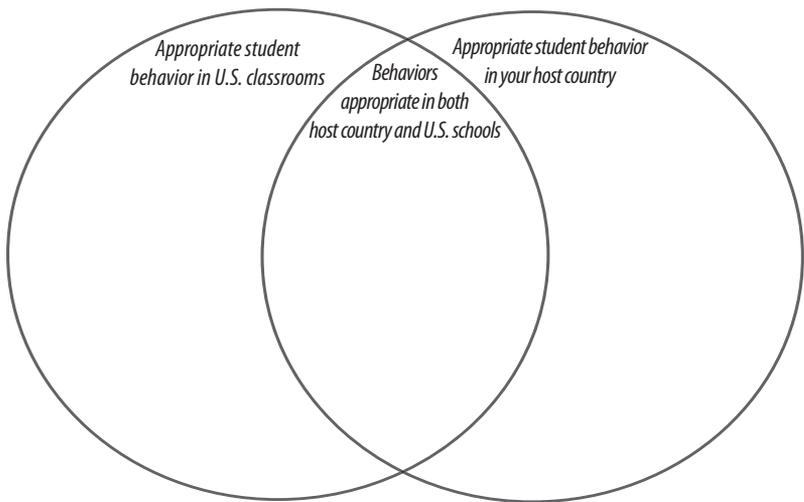 Appropriate student
behavior in U.S. classrooms
Behaviors
appropriate in both
host country and U.S. schools
Appropriate student behavior
in your host country